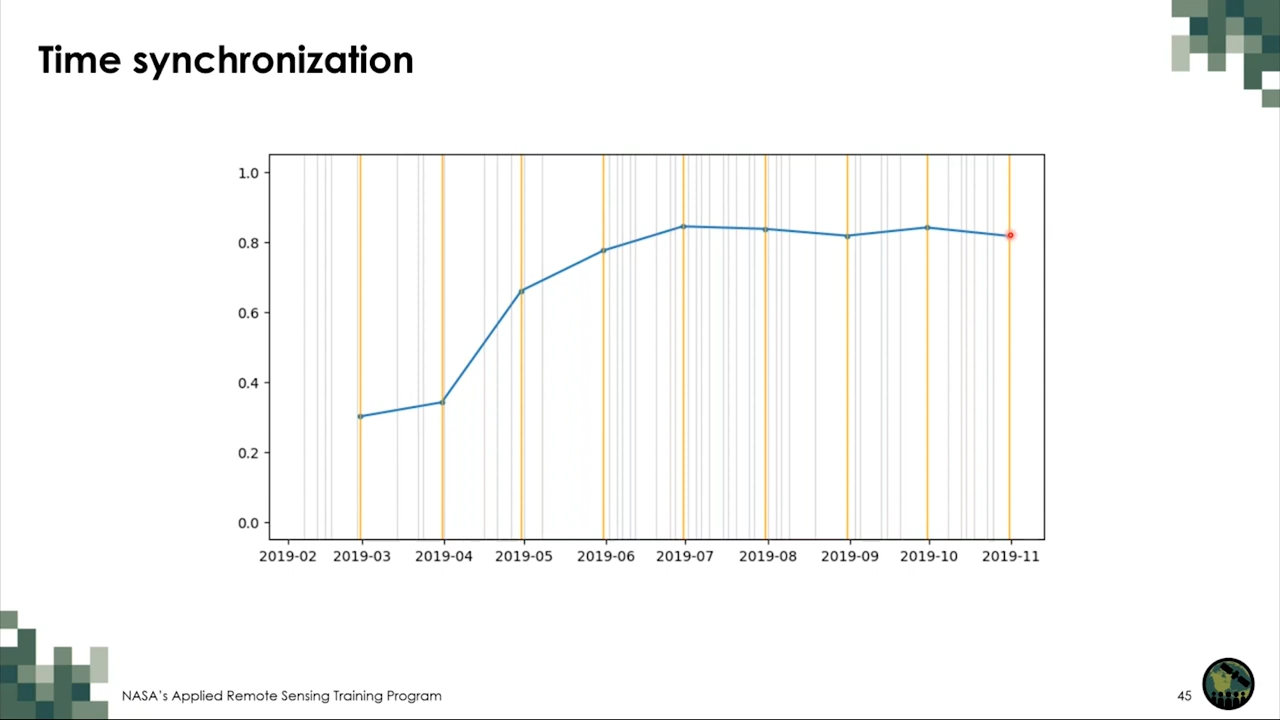 Time synchronization
1.0
0.8
0.6
0.4
0.2
0.0
2019-02 2019-03 2019-04 2019-05 2019-06 2019-07 2019-08 2019-09 2019-10 2019-11
NASA's Applied Remote Sensing Training Program
45